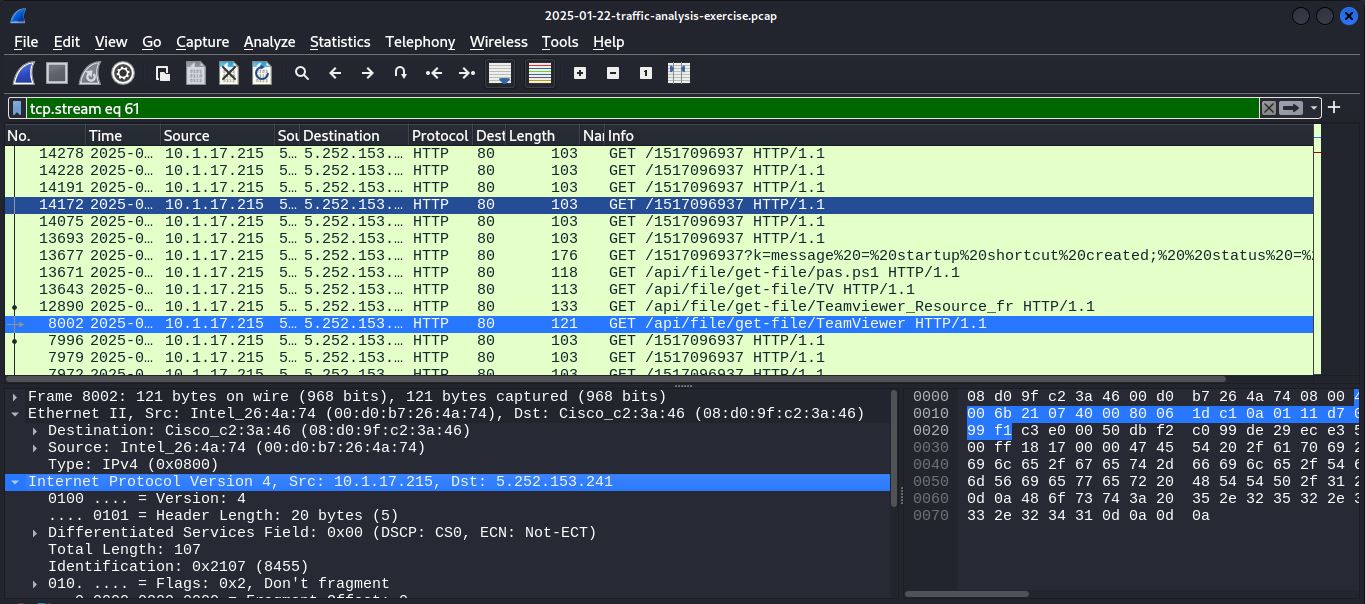 2025-01-22-traffic-analysis-exercise.pcap
File Edit View Go Capture Analyze Statistics Telephony Wireless Tools Help
tcp.stream eq 61
No. Time Source Sou Destination Protocol Dest Length Nai Info
14278 2025-0… 10.1.17.215 5… 5.252.153.… HTTP 80 103 GET /1517096937 HTTP/1.1
14228 2025-0… 10.1.17.215 5… 5.252.153.… HTTP 80 103 GET /1517096937 HTTP/1.1
14191 2025-0… 10.1.17.215 5… 5.252.153.… HTTP 80 103 GET /1517096937 HTTP/1.1
14172 2025-0… 10.1.17.215 5… 5.252.153.… HTTP 80 103 GET /1517096937 HTTP/1.1
14075 2025-0… 10.1.17.215 5… 5.252.153.… HTTP 80 103 GET /1517096937 HTTP/1.1
13693 2025-0… 10.1.17.215 5… 5.252.153.… HTTP 80 103 GET /1517096937 HTTP/1.1
13677 2025-0… 10.1.17.215 5… 5.252.153.… HTTP 80 176 GET /1517096937?k=message%20=%20startup%20shortcut%20created;%20%20status%20=%
13671 2025-0… 10.1.17.215 5… 5.252.153.… HTTP 80 118 GET /api/file/get-file/pas.ps1 HTTP/1.1
13643 2025-0… 10.1.17.215 5… 5.252.153.… HTTP 80 113 GET /api/file/get-file/TV HTTP/1.1
12890 2025-0… 10.1.17.215 5… 5.252.153.… HTTP 80 133 GET /api/file/get-file/Teamviewer_Resource_fr HTTP/1.1
8002 2025-0… 10.1.17.215 5… 5.252.153.… HTTP 80 121 GET /api/file/get-file/TeamViewer HTTP/1.1
7996 2025-0… 10.1.17.215 5… 5.252.153.… HTTP 80 103 GET /1517096937 HTTP/1.1
7979 2025-0… 10.1.17.215 5… 5.252.153.… HTTP 80 103 GET /1517096937 HTTP/1.1
7972 2025-0… 10.1.17.215 5… 5.252.153.… HTTP 80 103 GET /1517096937 HTTP/1.1
Frame 8002: 121 bytes on wire (968 bits), 121 bytes captured (968 bits)
Ethernet II, Src: Intel_26:4a:74 (00:d0:b7:26:4a:74), Dst: Cisco_c2:3a:46 (08:d0:9f:c2:3a:46)
Destination: Cisco_c2:3a:46 (08:d0:9f:c2:3a:46)
Source: Intel_26:4a:74 (00:d0:b7:26:4a:74)
Type: IPv4 (0x0800)
Internet Protocol Version 4, Src: 10.1.17.215, Dst: 5.252.153.241
0100 .... = Version: 4
.... 0101 = Header Length: 20 bytes (5)
Differentiated Services Field: 0x00 (DSCP: CS0, ECN: Not-ECT)
Total Length: 107
Identification: 0x2107 (8455)
010. .... = Flags: 0x2, Don't fragment
0000 08 d0 9f c2 3a 46 00 d0 b7 26 4a 74 08 00
0010 00 6b 21 07 40 00 80 06 1d c1 0a 01 11 d7
0020 99 f1 c3 e0 00 50 db f2 c0 99 de 29 ec e3
0030 00 ff 18 17 00 00 47 45 54 20 2f 61 70 69
0040 69 6c 65 2f 67 65 74 2d 66 69 6c 65 2f 54
0050 6d 56 69 65 77 65 72 20 48 54 54 50 2f 31
0060 0d 0a 48 6f 73 74 3a 20 35 2e 32 35 32 2e
0070 33 2e 32 34 31 0d 0a 0d 0a